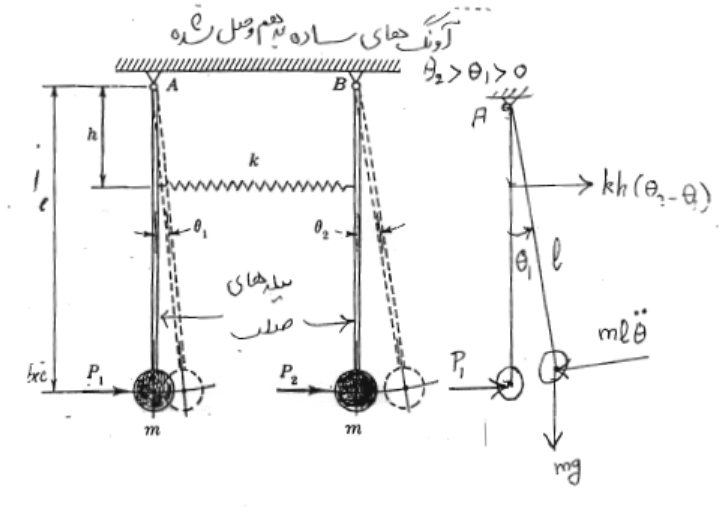 آونگ های ساده به هم وصل شده
θ₂ > θ₁ > 0
A
B
A
h
k
kh(θ₂-θ₁)
l
θ₁
θ₂
θ₁
l
میله های
صلب
mlθ̈
P₁
P₂
P₁
m
m
mg